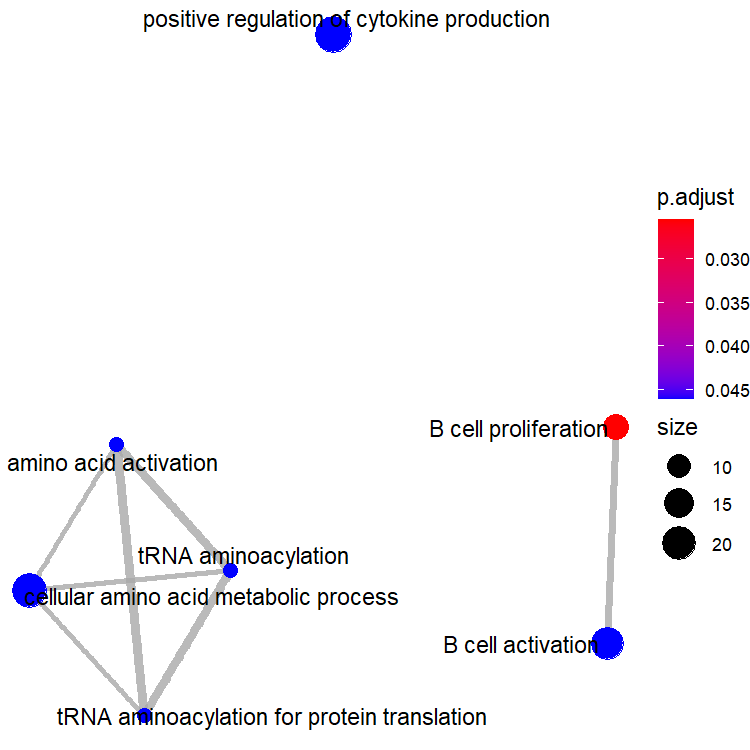 positive regulation of cytokine production
p.adjust
0.030
0.035
0.040
0.045
B cell proliferation
size
10
15
20
amino acid activation
tRNA aminoacylation
cellular amino acid metabolic process
B cell activation
tRNA aminoacylation for protein translation